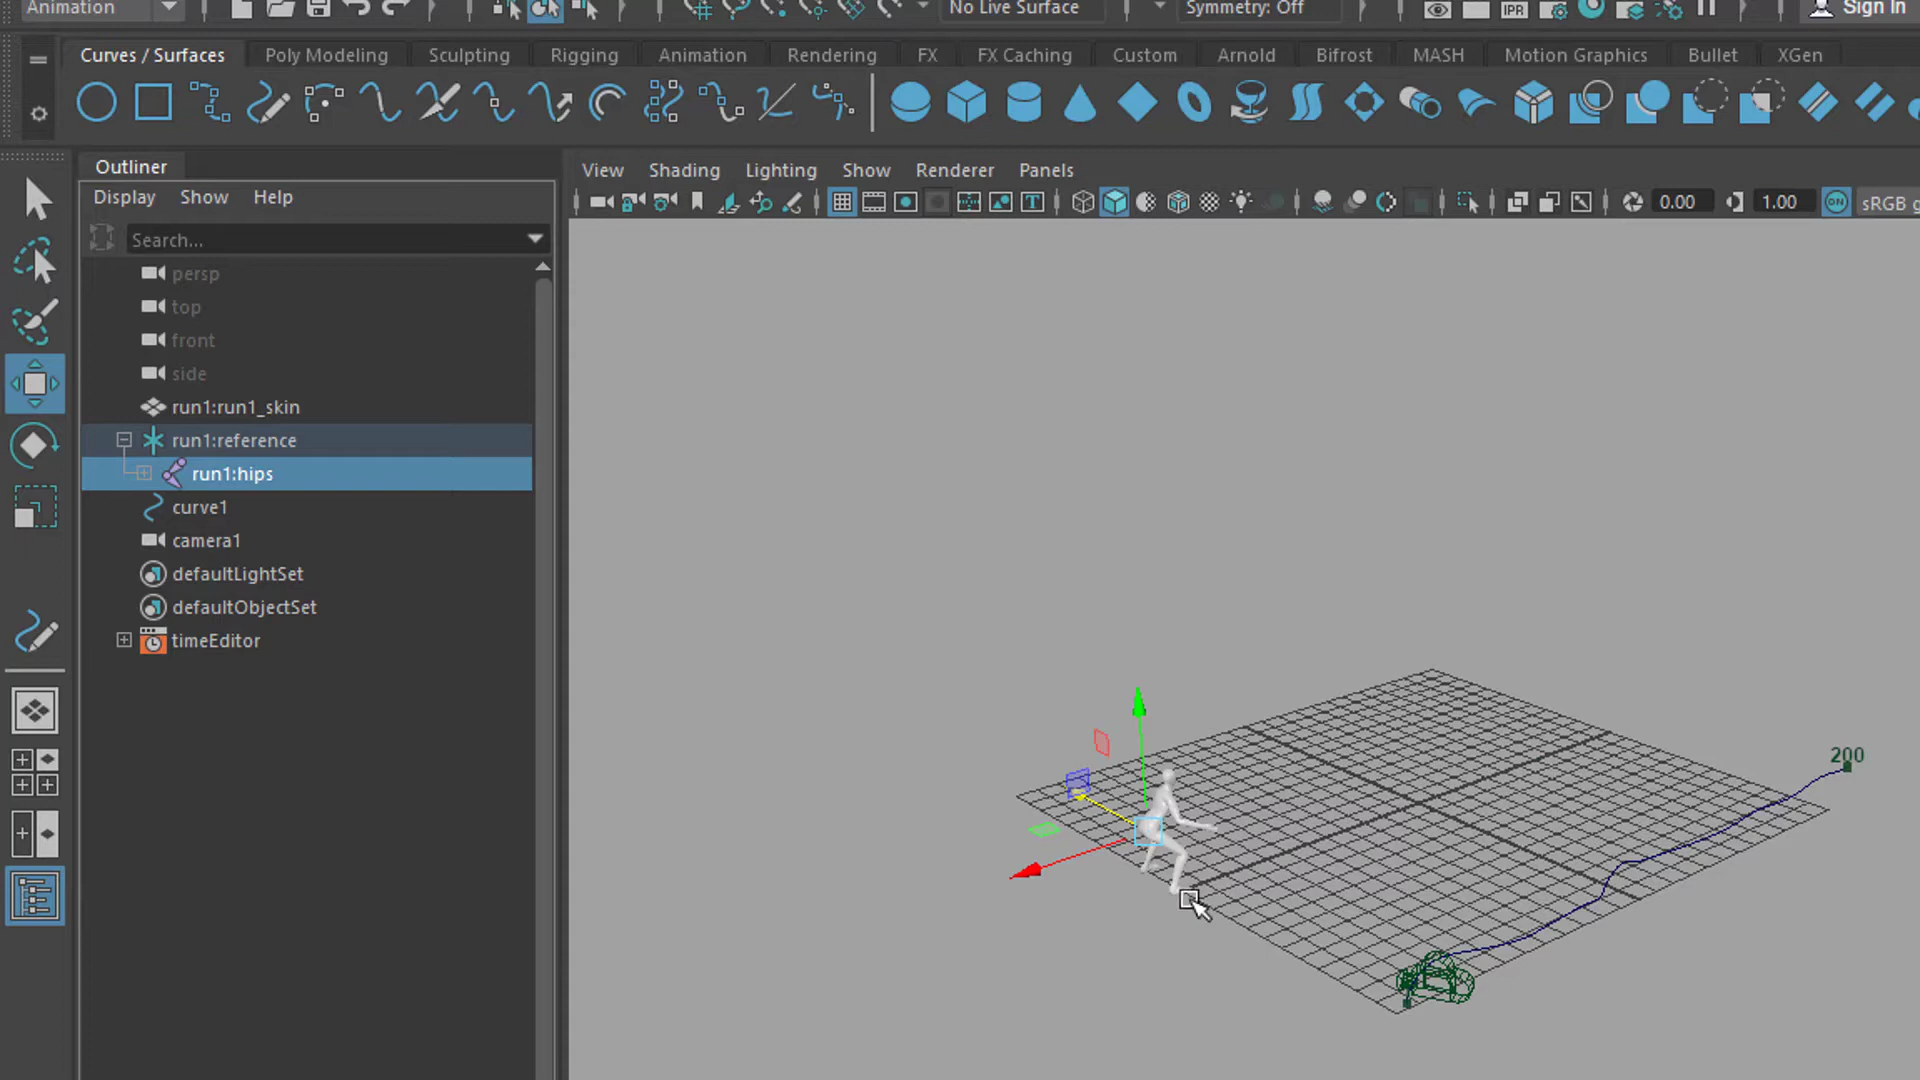 Animation
No Live Surface
Symmetry: Off
IPR
Sign In
Curves / Surfaces
Poly Modeling
Sculpting
Rigging
Animation
Rendering
FX
FX Caching
Custom
Arnold
Bifrost
MASH
Motion Graphics
Bullet
XGen
Outliner
Display
Show
Help
Search...
persp
top
front
side
run1:run1_skin
run1:reference
run1:hips
curve1
camera1
defaultLightSet
defaultObjectSet
timeEditor
View
Shading
Lighting
Show
Renderer
Panels
0.00
1.00
ON
sRGB g
200